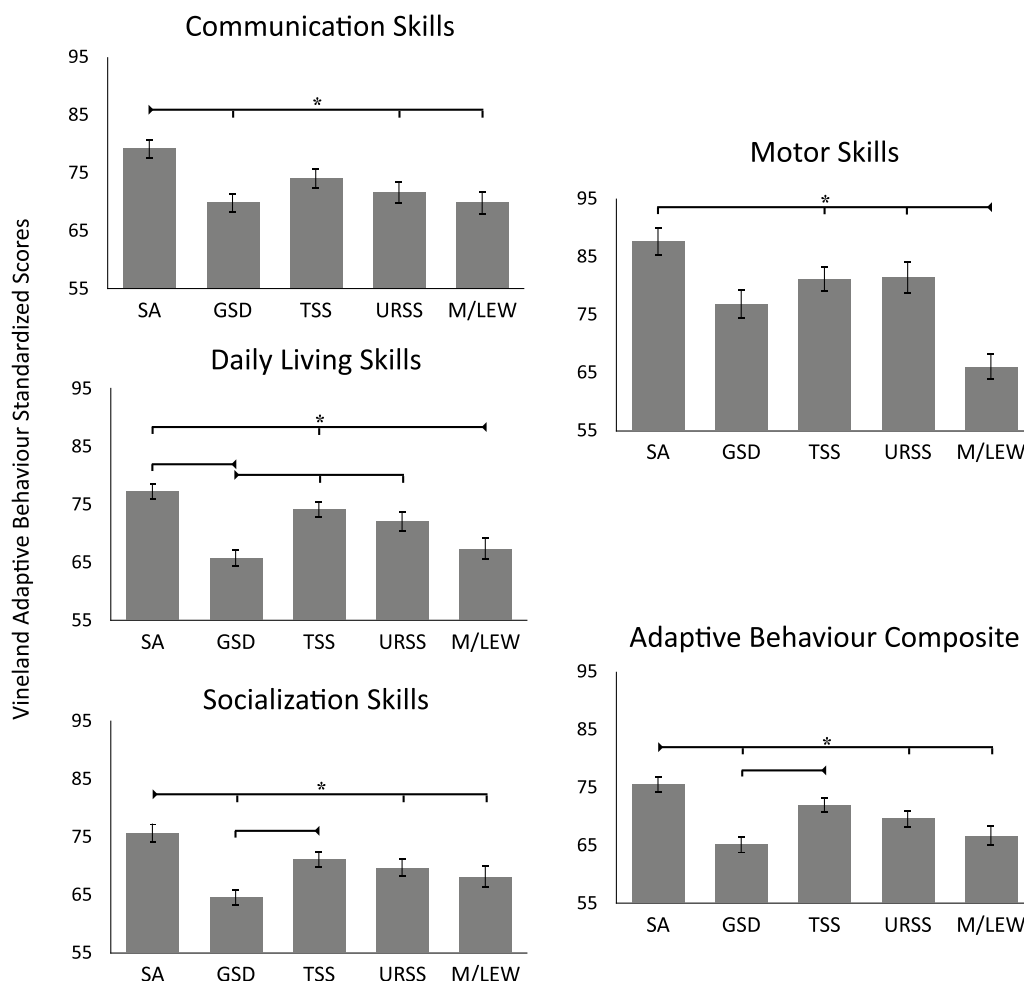 Vineland Adaptive Behaviour Standardized Scores
Communication Skills
95
85
75
65
55
*
SA GSD TSS URSS M/LEW
Daily Living Skills
95
85
75
65
55
*
SA GSD TSS URSS M/LEW
Socialization Skills
95
85
75
65
55
*
SA GSD TSS URSS M/LEW
Motor Skills
95
85
75
65
55
*
SA GSD TSS URSS M/LEW
Adaptive Behaviour Composite
95
85
75
65
55
*
SA GSD TSS URSS M/LEW